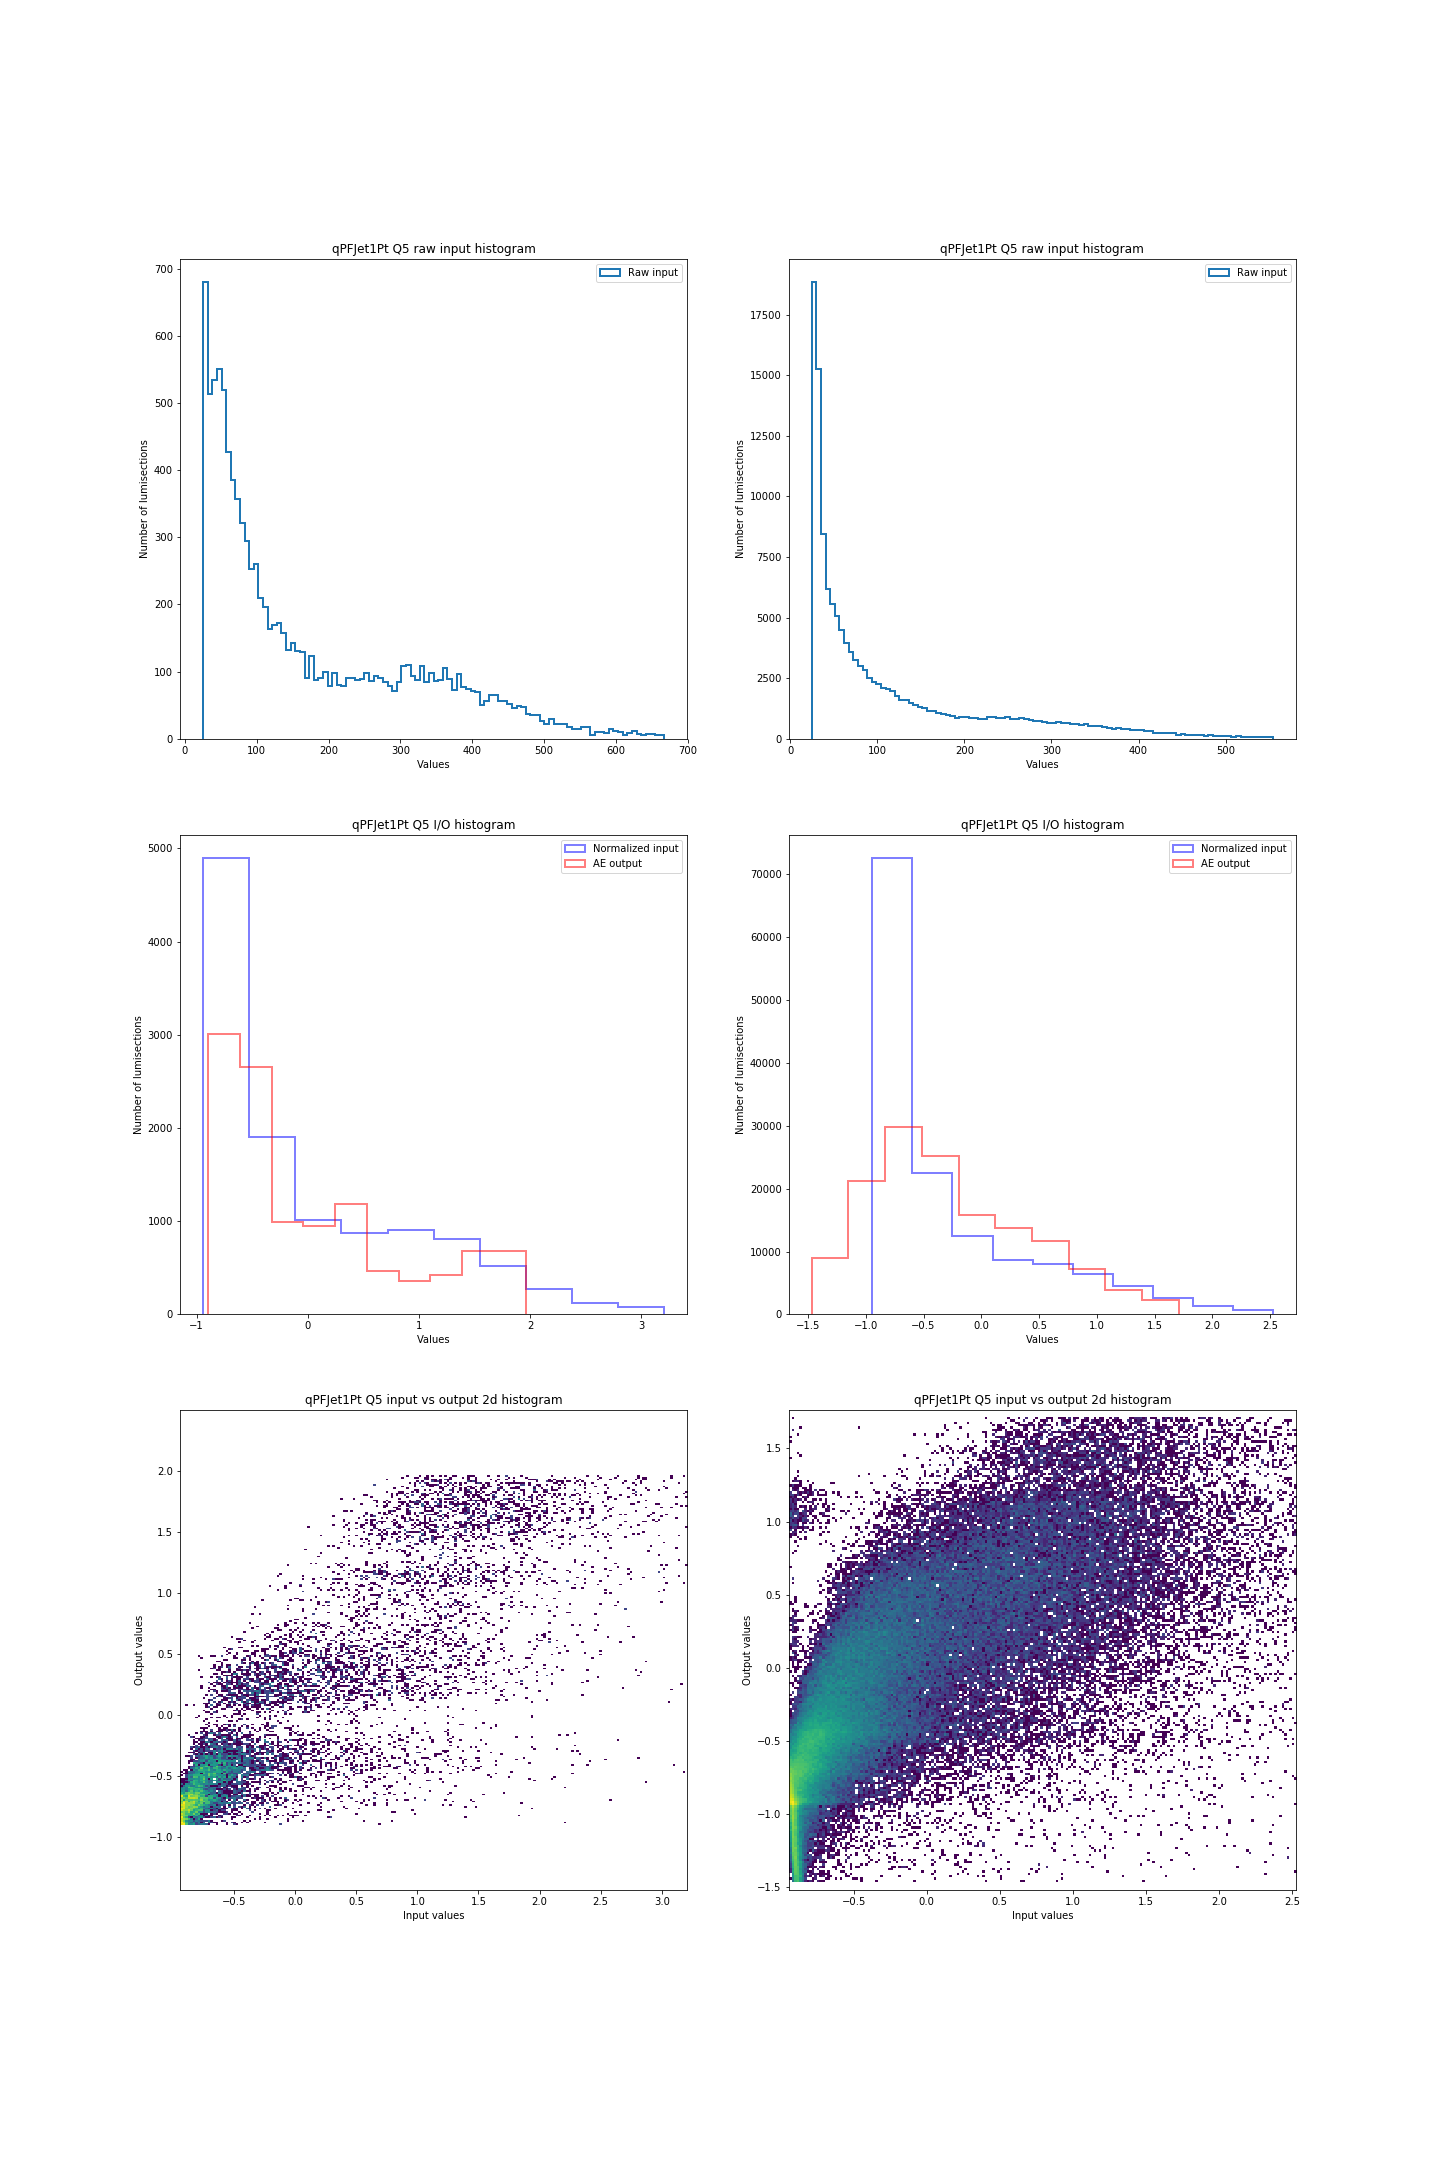 qPFJet1Pt Q5 raw input histogram
Raw input
700
600
500
400
300
200
100
0
Number of lumisections
0 100 200 300 400 500 600 700
Values
qPFJet1Pt Q5 raw input histogram
Raw input
17500
15000
12500
10000
7500
5000
2500
0
Number of lumisections
0 100 200 300 400 500
Values
qPFJet1Pt Q5 I/O histogram
Normalized input
AE output
5000
4000
3000
2000
1000
0
Number of lumisections
−1 0 1 2 3
Values
qPFJet1Pt Q5 I/O histogram
Normalized input
AE output
70000
60000
50000
40000
30000
20000
10000
0
Number of lumisections
−1.5 −1.0 −0.5 0.0 0.5 1.0 1.5 2.0 2.5
Values
qPFJet1Pt Q5 input vs output 2d histogram
2.0
1.5
1.0
0.5
0.0
−0.5
−1.0
Output values
−0.5 0.0 0.5 1.0 1.5 2.0 2.5 3.0
Input values
qPFJet1Pt Q5 input vs output 2d histogram
1.5
1.0
0.5
0.0
−0.5
−1.0
−1.5
Output values
−0.5 0.0 0.5 1.0 1.5 2.0 2.5
Input values